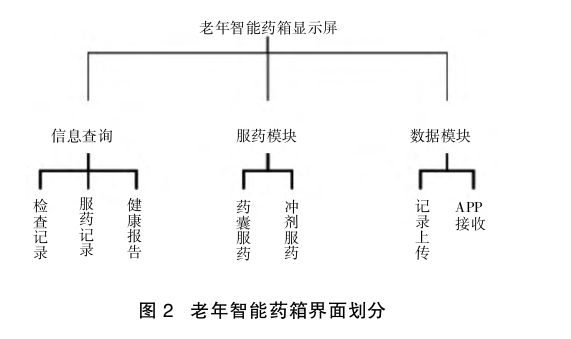 老年智能药箱显示屏
信息查询
服药模块
数据模块
检查记录
服药记录
健康报告
药囊服药
冲剂服药
记录上传
APP
接收
图 2 老年智能药箱界面划分